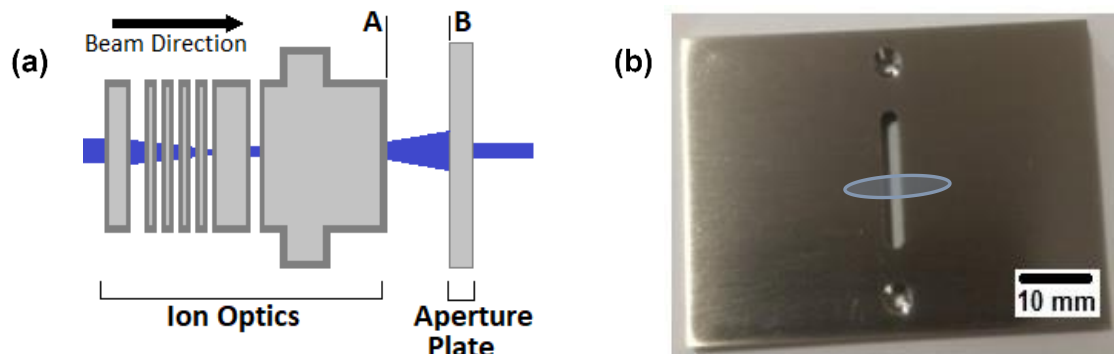 (a)
Beam Direction
A
B
Ion Optics
Aperture
Plate
(b)
10 mm